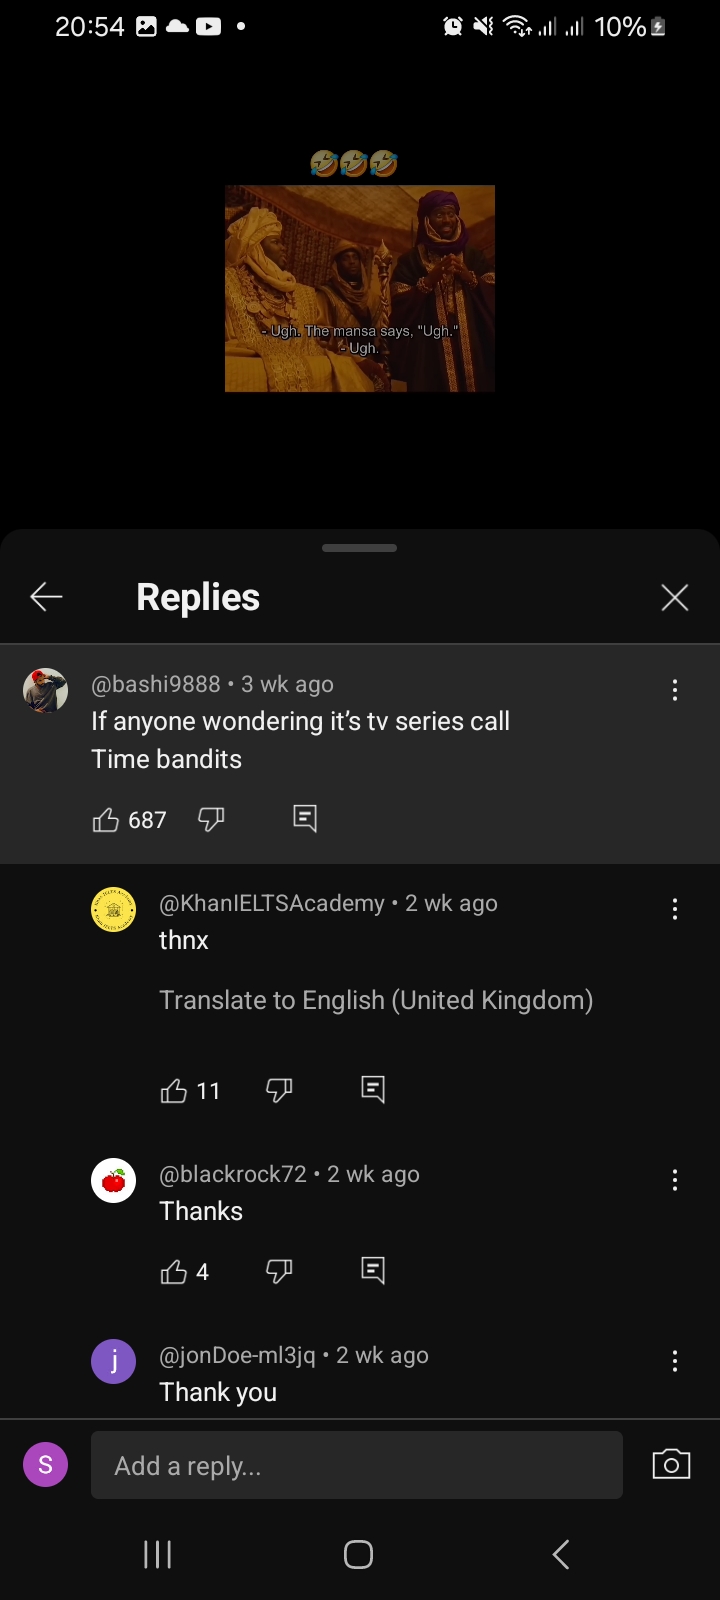 20:54
10%
🤣🤣🤣
- Ugh. The mansa says, "Ugh."
- Ugh.
Replies
@bashi9888 • 3 wk ago
If anyone wondering it’s tv series call
Time bandits
687
@KhanIELTSAcademy • 2 wk ago
thnx
Translate to English (United Kingdom)
11
@blackrock72 • 2 wk ago
Thanks
4
j
@jonDoe-ml3jq • 2 wk ago
Thank you
S
Add a reply...